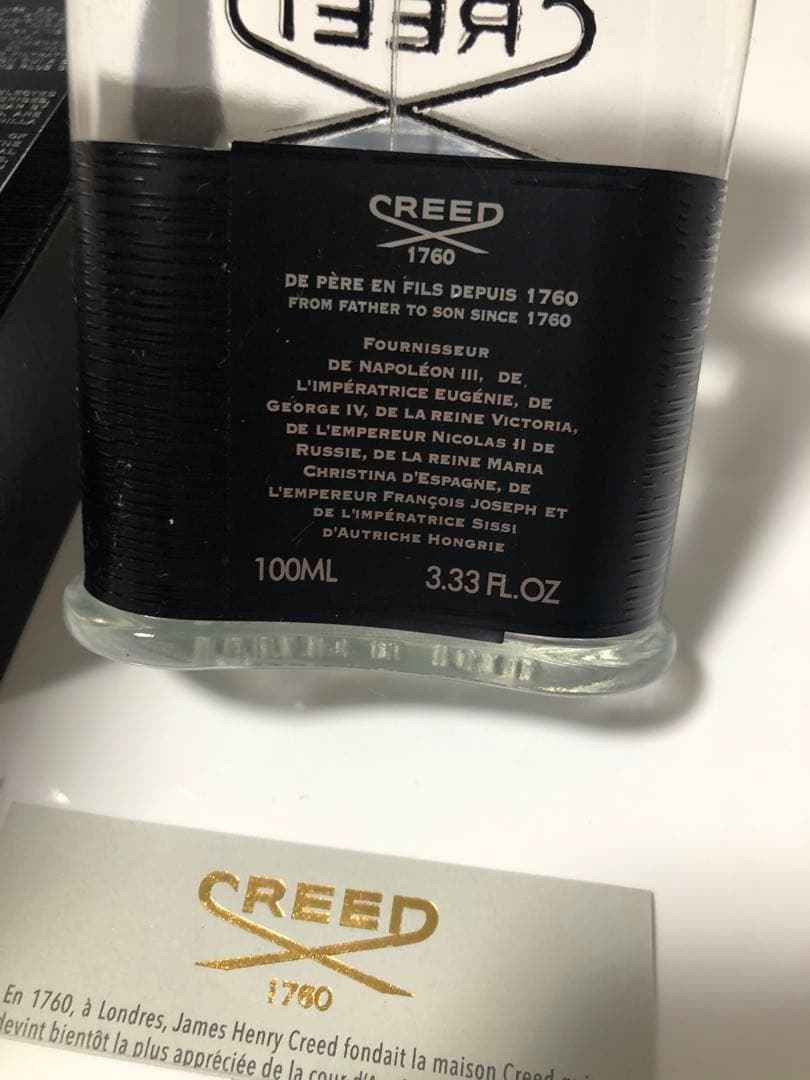 CREED
CREED
1760
DE PÈRE EN FILS DEPUIS 1760
FROM FATHER TO SON SINCE 1760
FOURNISSEUR
DE NAPOLÉON III, DE
L'IMPÉRATRICE EUGÉNIE, DE
GEORGE IV, DE LA REINE VICTORIA,
DE L'EMPEREUR NICOLAS II DE
RUSSIE, DE LA REINE MARIA
CHRISTINA D'ESPAGNE, DE
L'EMPEREUR FRANÇOIS JOSEPH ET
DE L'IMPÉRATRICE SISSI
D'AUTRICHE HONGRIE
100ML 3.33 FL.OZ
CREED
1760
En 1760, à Londres, James Henry Creed fondait la maison Creed
devint bientôt la plus appréciée de la cour